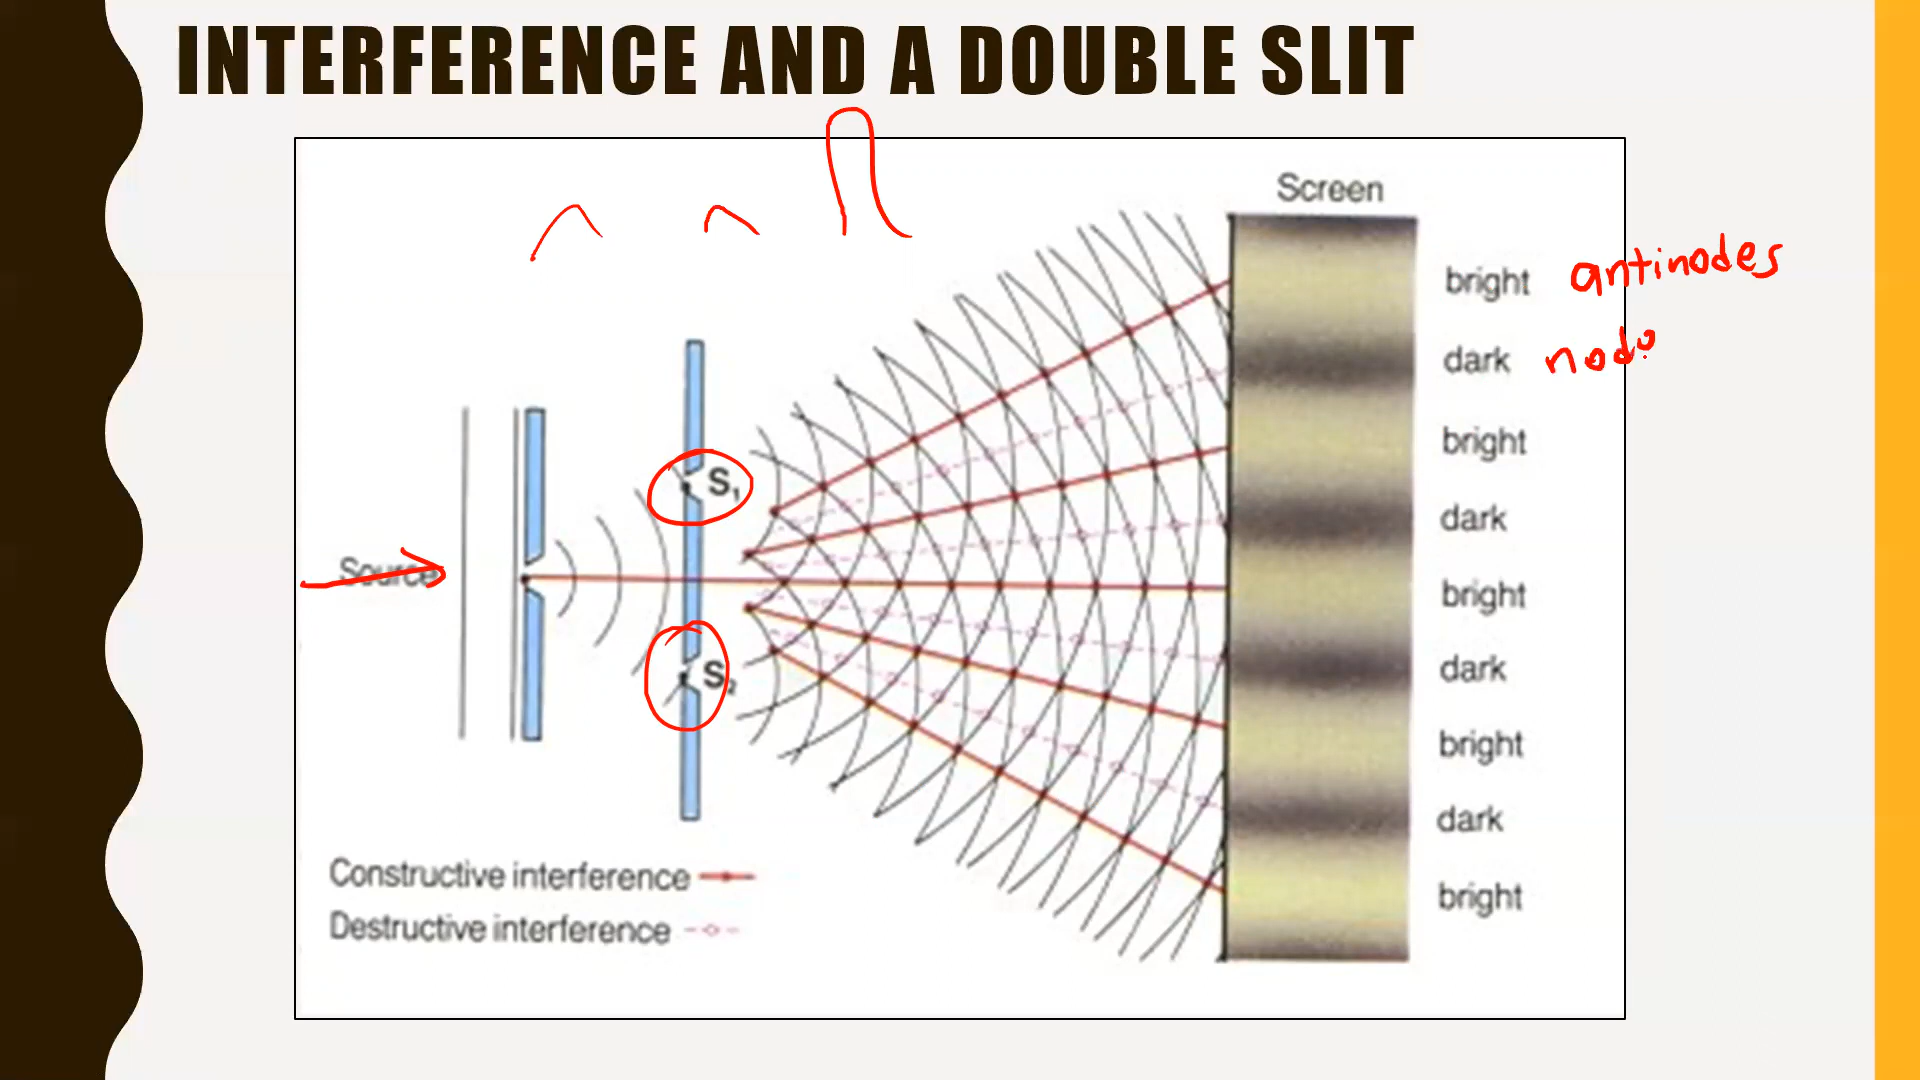 INTERFERENCE AND A DOUBLE SLIT
Screen
bright antinodes
dark
bright
S1
dark
Source
bright
dark
S2
bright
dark
Constructive interference
bright
Destructive interference